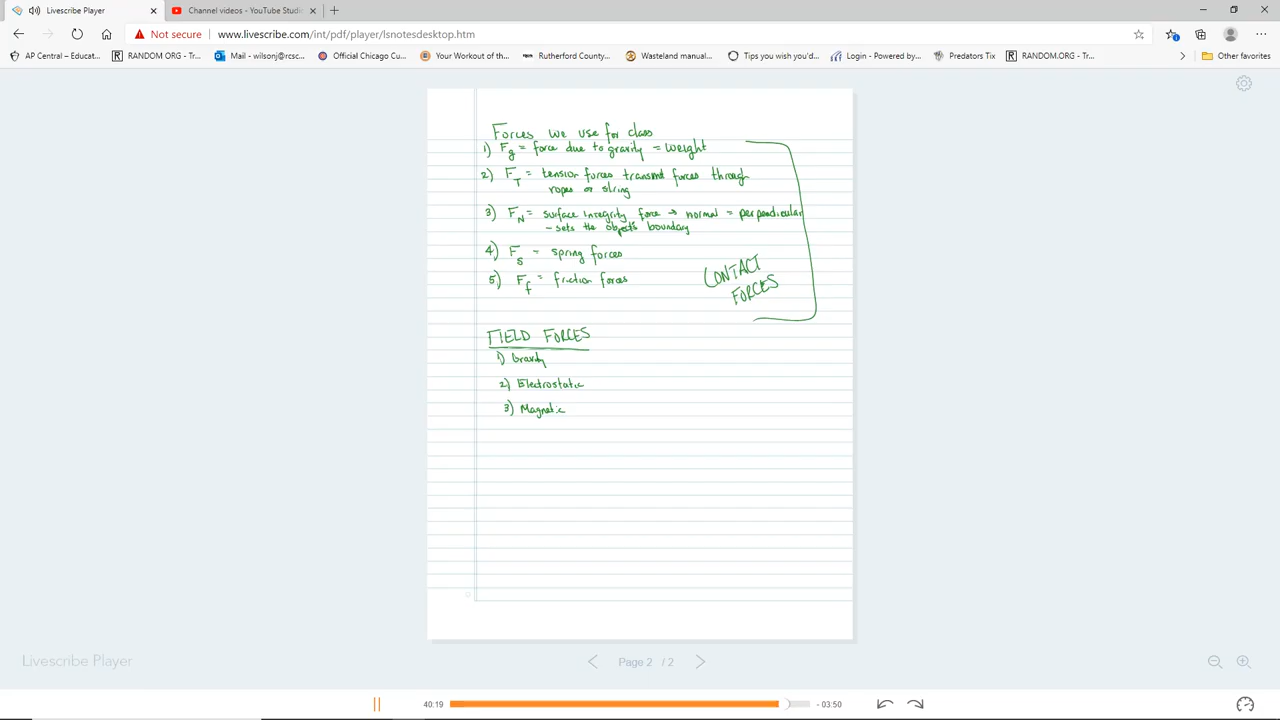 Livescribe Player
Channel videos - YouTube Studi
Not secure
www.livescribe.com/int/pdf/player/lsnotesdesktop.htm
AP Central – Educat...
RANDOM.ORG - Tr...
Mail - wilsonj@rcsc...
Official Chicago Cu...
Your Workout of th...
Rutherford County...
Wasteland manual...
Tips you wish you'd...
Login - Powered by...
Predators Tix
RANDOM.ORG - Tr...
Other favorites
Forces we use for class
1) Fg = force due to gravity = weight
2) FT = tension forces transmit forces through
ropes or string
3) FN = surface integrity force → normal = perpendicular
- sets the objects boundary
4) Fs = spring forces
5) Ff = friction forces
CONTACT
FORCES
FIELD FORCES
1) Gravity
2) Electrostatic
3) Magnetic
Livescribe Player
Page 2 / 2
40:19
- 03:50